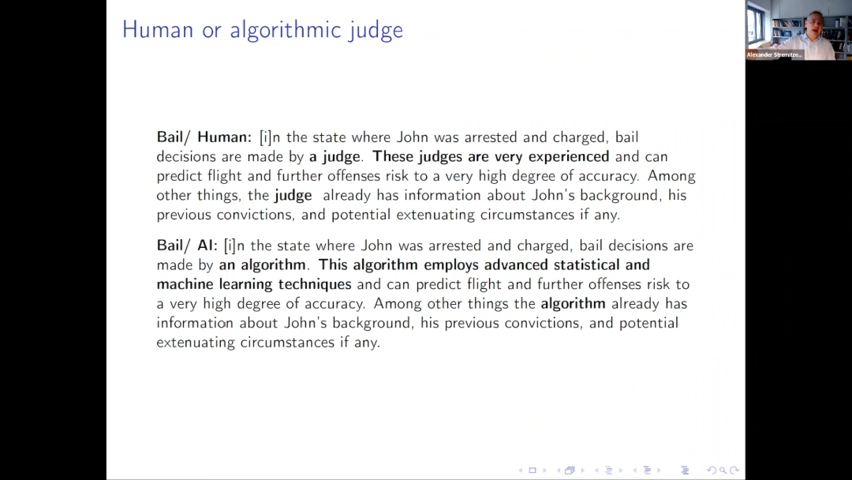 Human or algorithmic judge
Alexander Stremitze...
Bail/ Human: [i]n the state where John was arrested and charged, bail
decisions are made by a judge. These judges are very experienced and can
predict flight and further offenses risk to a very high degree of accuracy. Among
other things, the judge already has information about John's background, his
previous convictions, and potential extenuating circumstances if any.
Bail/ AI: [i]n the state where John was arrested and charged, bail decisions are
made by an algorithm. This algorithm employs advanced statistical and
machine learning techniques and can predict flight and further offenses risk to
a very high degree of accuracy. Among other things the algorithm already has
information about John's background, his previous convictions, and potential
extenuating circumstances if any.